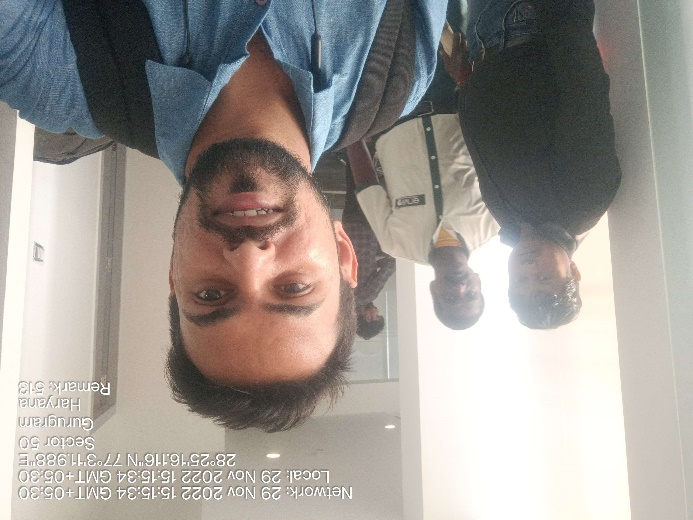 Network: 29 Nov 2022 15:15:34 GMT+05:30
Local: 29 Nov 2022 15:15:34 GMT+05:30
28°25'16.116"N 77°3'11.988"E
Sector 50
Gurugram
Haryana
Remark: 513